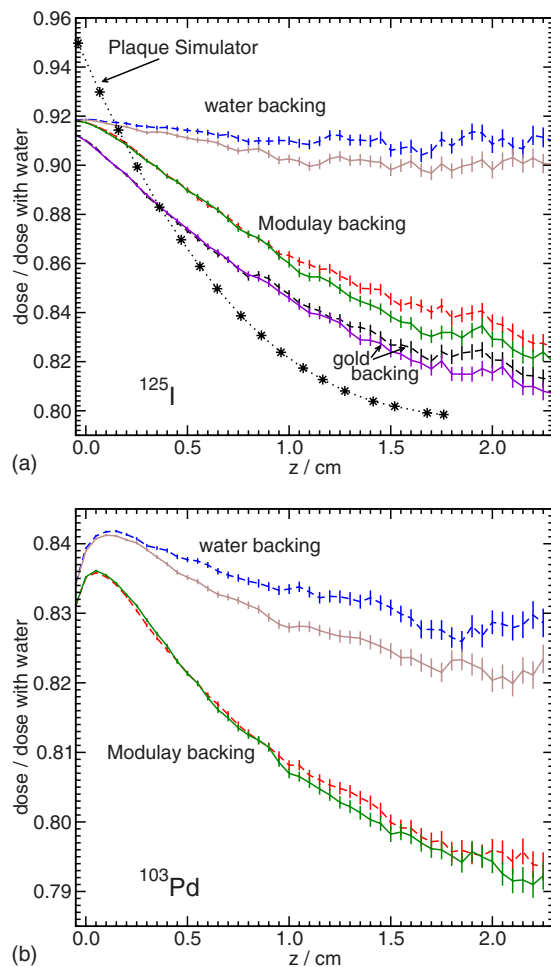 0.96
Plaque Simulator
0.94
water backing
0.92
0.90
Modulay backing
0.88
0.86
0.84
0.82
gold
backing
0.80
125I
dose / dose with water
0.0 0.5 1.0 1.5 2.0
(a)
z / cm
0.84
water backing
0.83
0.82
0.81
Modulay backing
0.80
0.79
103Pd
dose / dose with water
0.0 0.5 1.0 1.5 2.0
(b)
z / cm